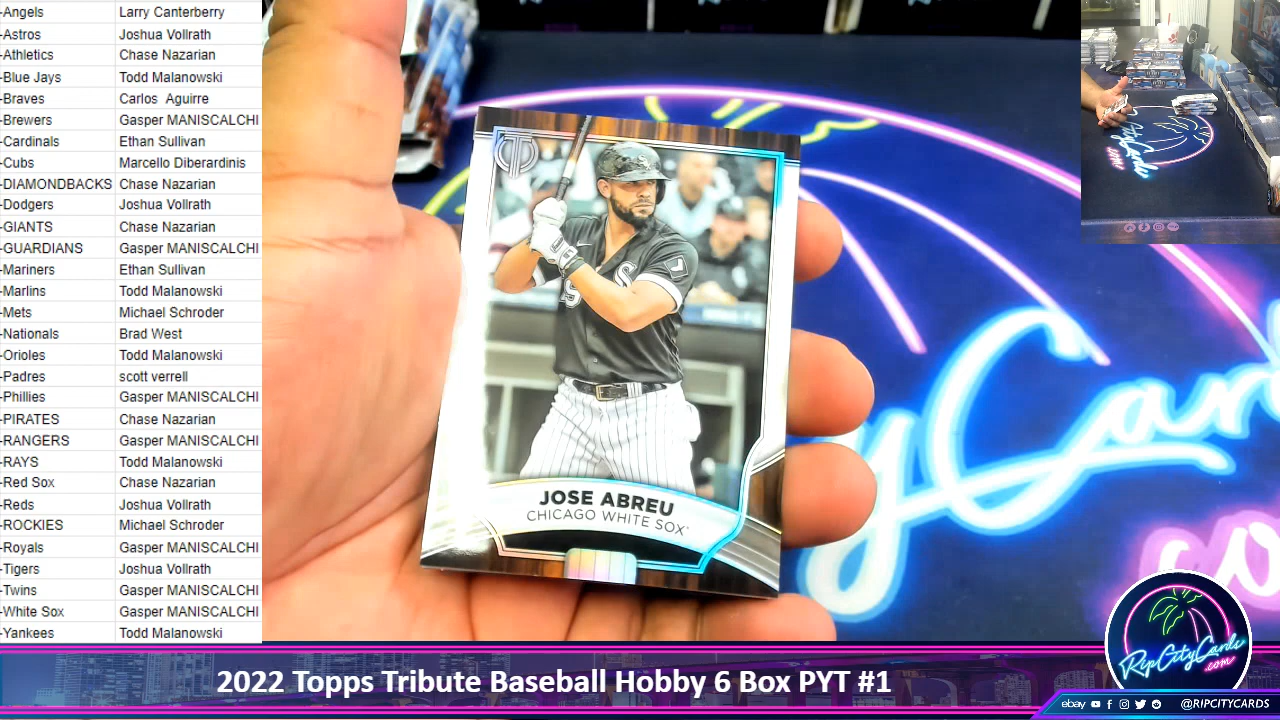 -Angels Larry Canterberry
-Astros Joshua Vollrath
-Athletics Chase Nazarian
-Blue Jays Todd Malanowski
-Braves Carlos Aguirre
-Brewers Gasper MANISCALCHI
-Cardinals Ethan Sullivan
-Cubs Marcello Diberardinis
-DIAMONDBACKS Chase Nazarian
-Dodgers Joshua Vollrath
-GIANTS Chase Nazarian
-GUARDIANS Gasper MANISCALCHI
-Mariners Ethan Sullivan
-Marlins Todd Malanowski
-Mets Michael Schroder
-Nationals Brad West
-Orioles Todd Malanowski
-Padres scott verrell
-Phillies Gasper MANISCALCHI
-PIRATES Chase Nazarian
-RANGERS Gasper MANISCALCHI
-RAYS Todd Malanowski
-Red Sox Chase Nazarian
-Reds Joshua Vollrath
-ROCKIES Michael Schroder
-Royals Gasper MANISCALCHI
-Tigers Joshua Vollrath
-Twins Gasper MANISCALCHI
-White Sox Gasper MANISCALCHI
-Yankees Todd Malanowski
JOSE ABREU
CHICAGO WHITE SOX
2022 Topps Tribute Baseball Hobby 6 Box PYT #1
RipCityCards
.com
ebay @RIPCITYCARDS